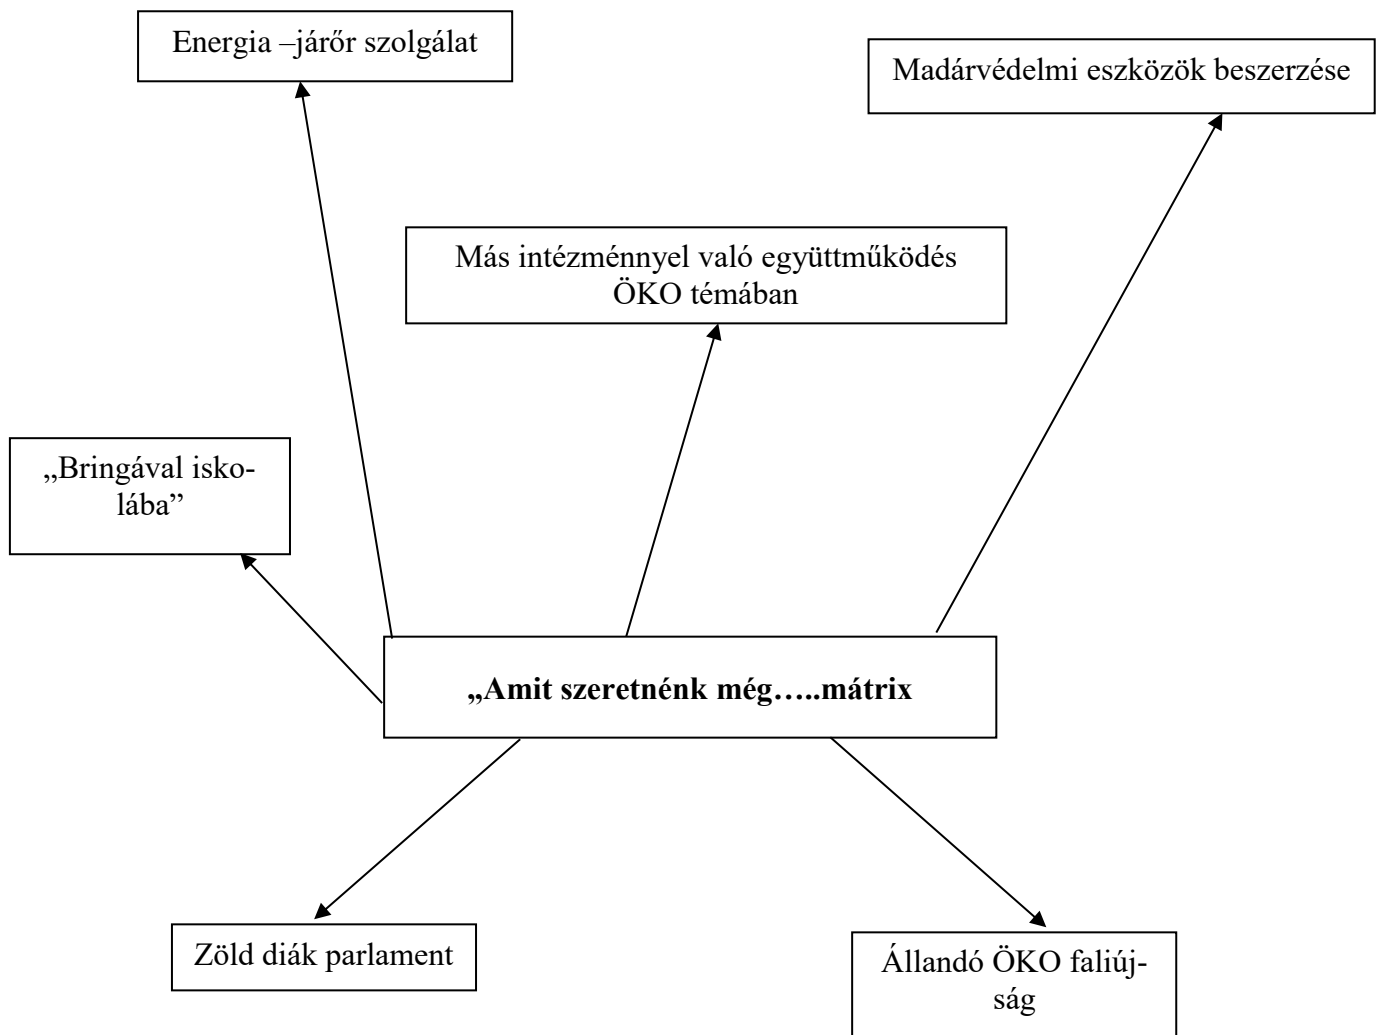 Energia –járőr szolgálat
Madárvédelmi eszközök beszerzése
Más intézménnyel való együttműködés
ÖKO témában
„Bringával isko-
lába”
„Amit szeretnénk még…..mátrix
Zöld diák parlament
Állandó ÖKO faliúj-
ság